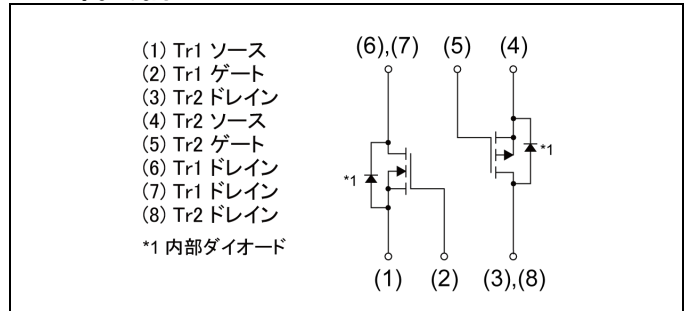 (1) Tr1 ソース
(2) Tr1 ゲート
(3) Tr2 ドレイン
(4) Tr2 ソース
(5) Tr2 ゲート
(6) Tr1 ドレイン
(7) Tr1 ドレイン
(8) Tr2 ドレイン
*1 内部ダイオード
(6),(7) (5) (4)
*1 *1
(1) (2) (3),(8)